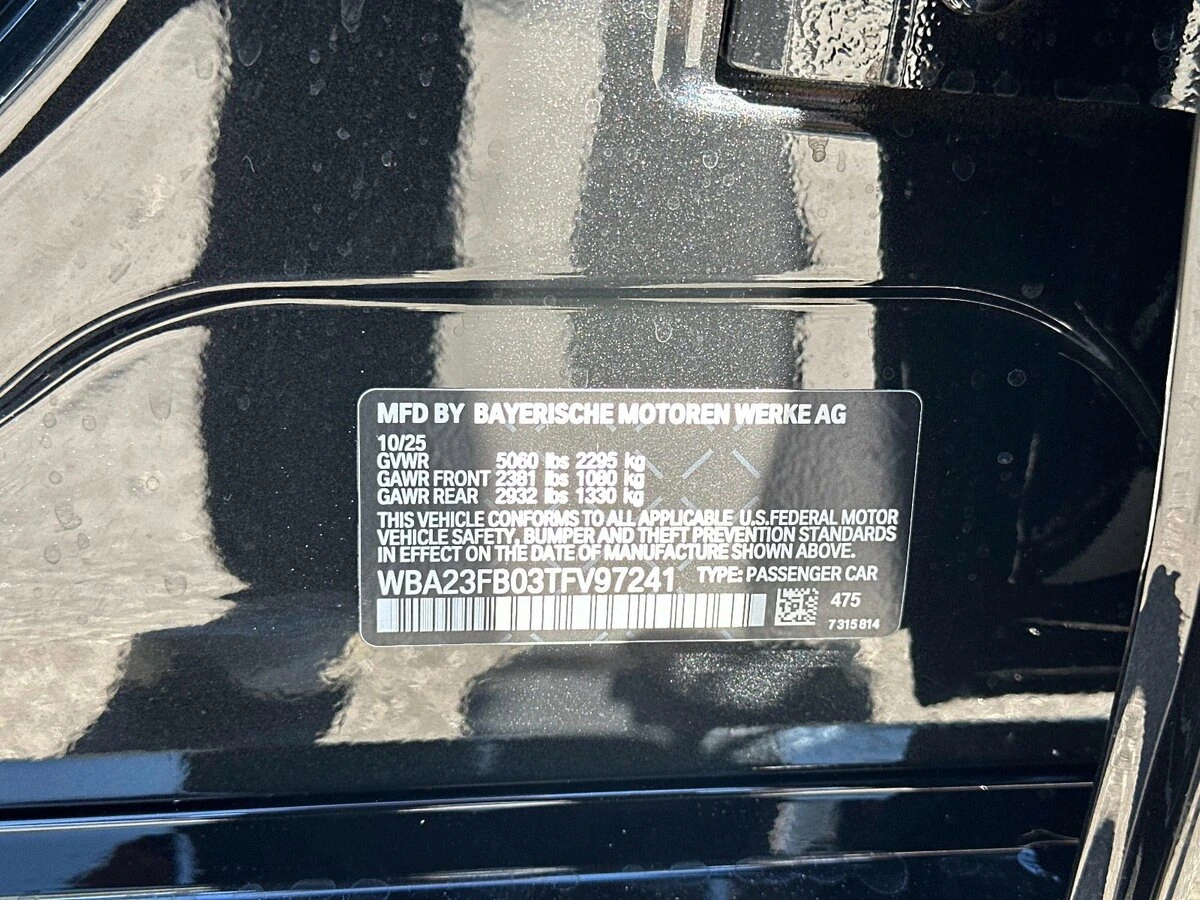 MFD BY BAYERISCHE MOTOREN WERKE AG
10/25
GVWR 5060 lbs 2295 kg
GAWR FRONT 2381 lbs 1080 kg
GAWR REAR 2932 lbs 1330 kg
THIS VEHICLE CONFORMS TO ALL APPLICABLE U.S.FEDERAL MOTOR
VEHICLE SAFETY, BUMPER AND THEFT PREVENTION STANDARDS
IN EFFECT ON THE DATE OF MANUFACTURE SHOWN ABOVE.
WBA23FB03TFV97241 TYPE: PASSENGER CAR
475
7 315 814